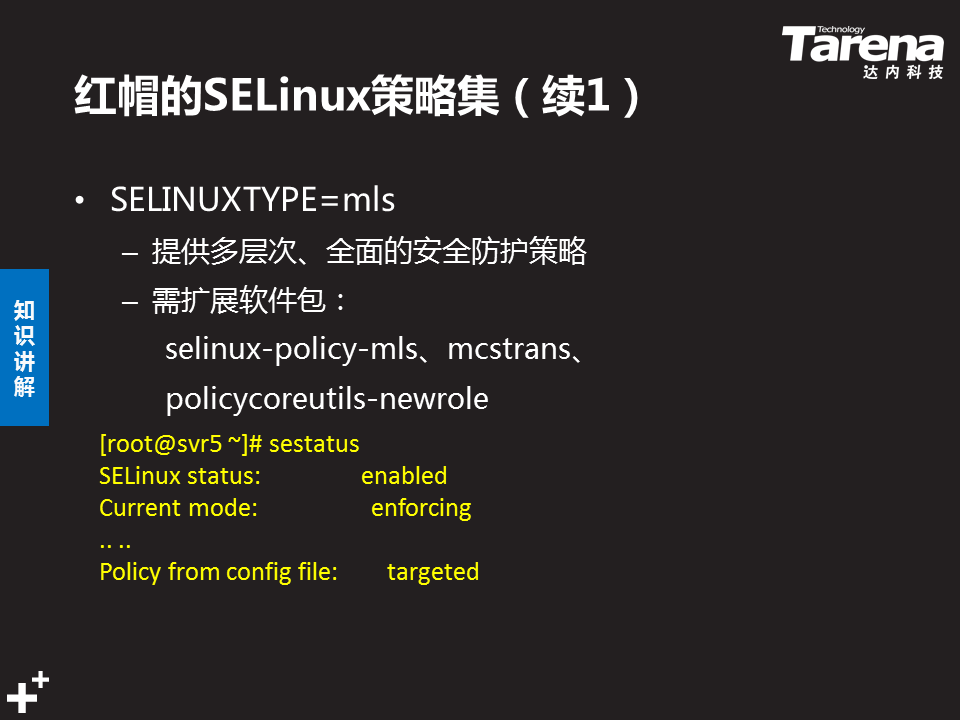 Technology
Tarena
达内科技
红帽的SELinux策略集（续1）
• SELINUXTYPE=mls
– 提供多层次、全面的安全防护策略
– 需扩展软件包：
selinux-policy-mls、mcstrans、
policycoreutils-newrole
知
识
讲
解
[root@svr5 ~]# sestatus
SELinux status: enabled
Current mode: enforcing
.. ..
Policy from config file: targeted